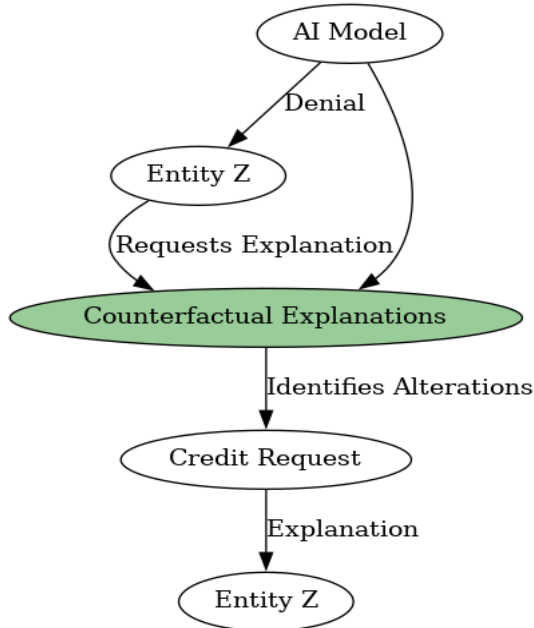 AI Model
Denial
Entity Z
Requests Explanation
Counterfactual Explanations
Identifies Alterations
Credit Request
Explanation
Entity Z